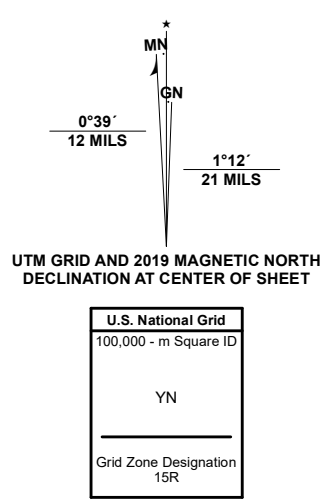 MN
GN
0°39´
12 MILS
1°12´
21 MILS
UTM GRID AND 2019 MAGNETIC NORTH
DECLINATION AT CENTER OF SHEET
U.S. National Grid
100,000 - m Square ID
YN
Grid Zone Designation
15R